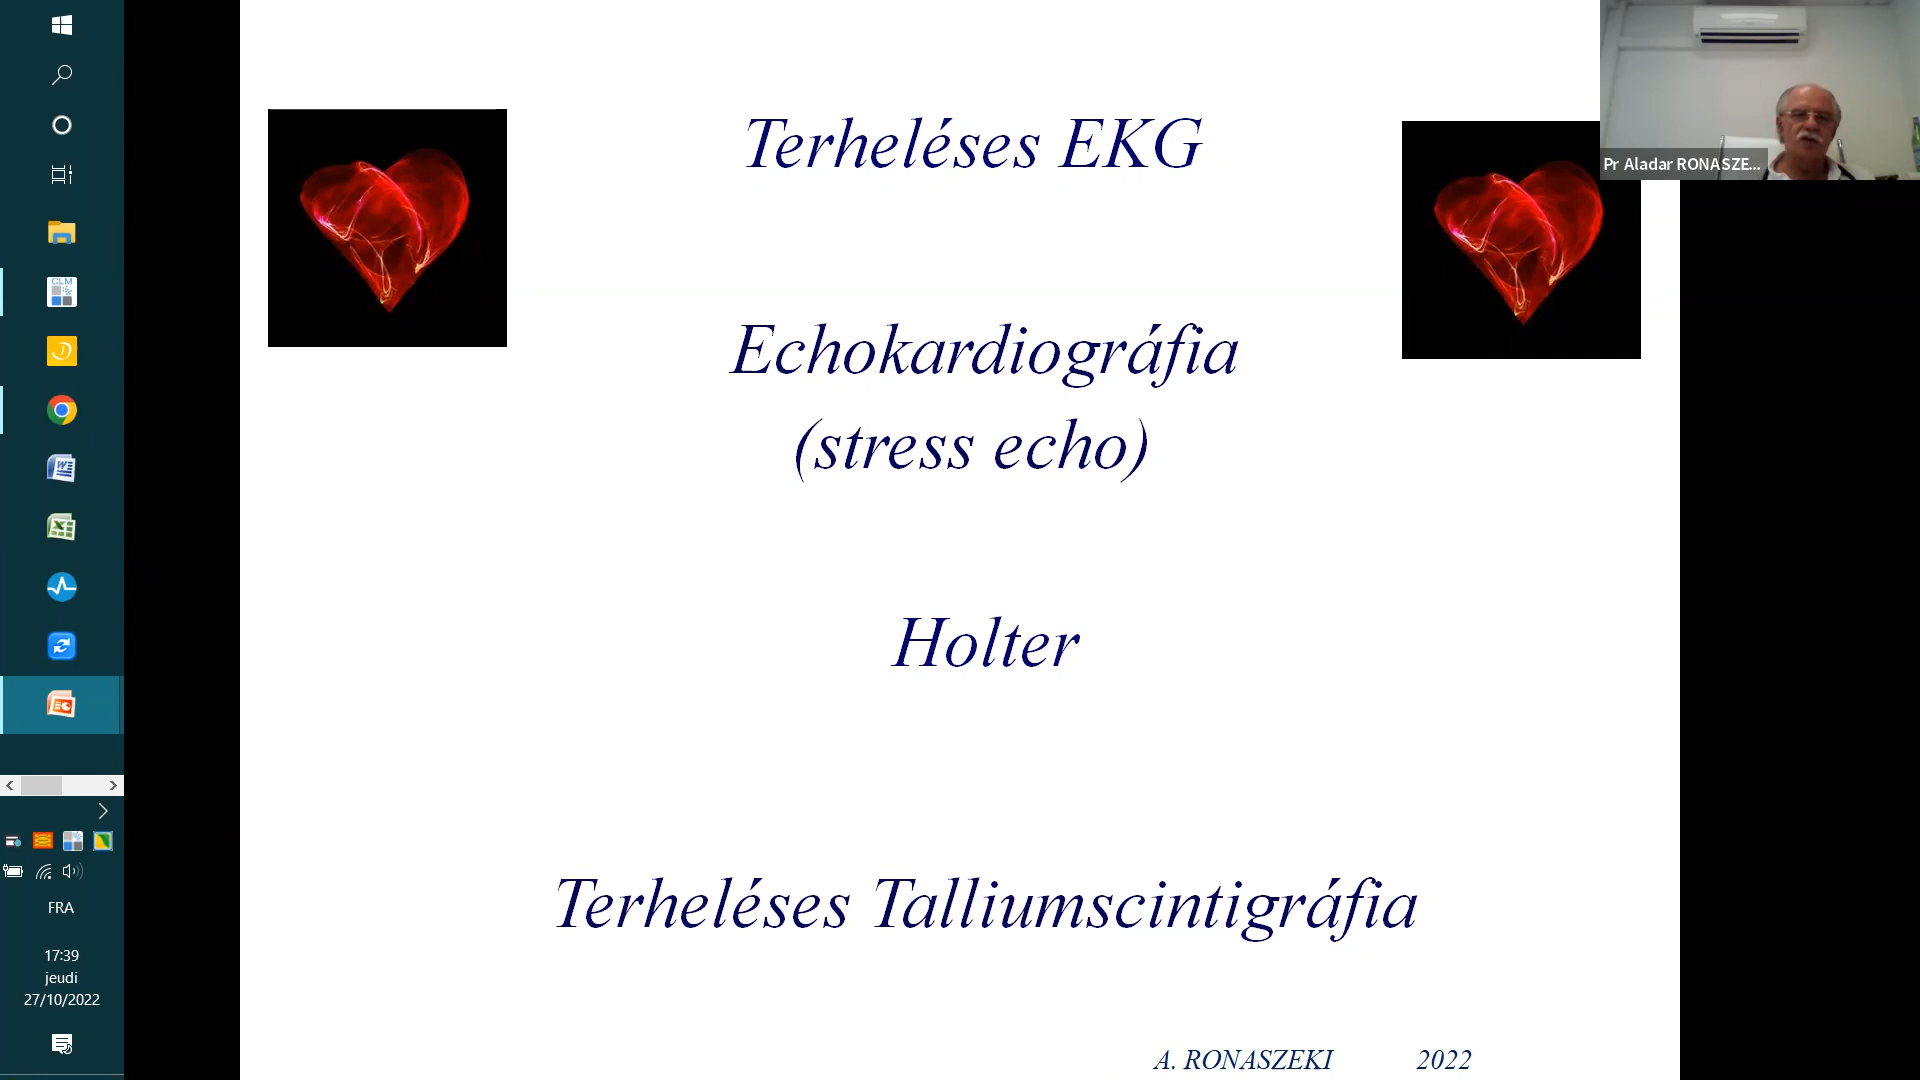 Terheléses EKG
Pr Aladar RONASZE...
Echokardiográfia
(stress echo)
Holter
Terheléses Talliumscintigráfia
A. RONASZEKI 2022
CLM
FRA
17:39
jeudi
27/10/2022